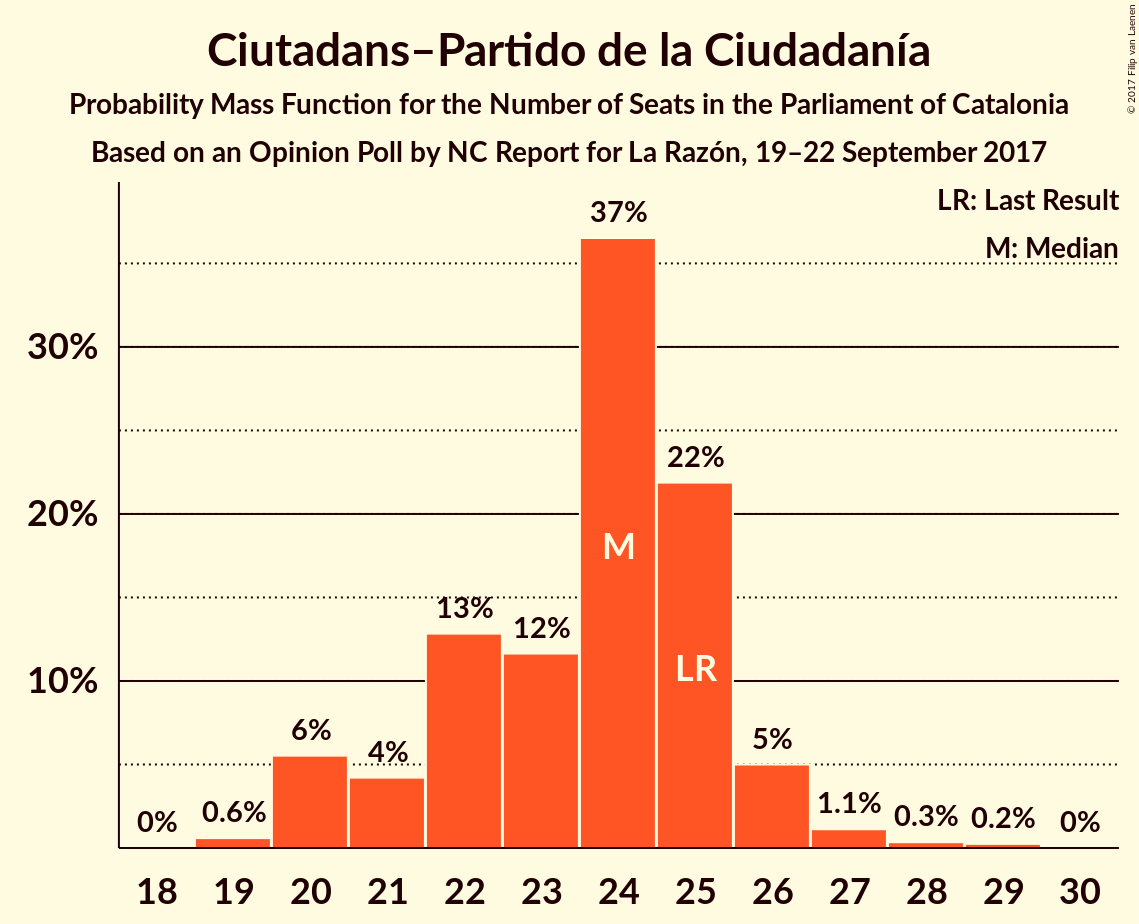 Ciutadans–Partido de la Ciudadanía
Probability Mass Function for the Number of Seats in the Parliament of Catalonia
Based on an Opinion Poll by NC Report for La Razón, 19–22 September 2017
© 2017 Filip van Laenen
LR: Last Result
M: Median
30%
20%
10%
0%
0.6%
6%
4%
13%
12%
37%
22%
5%
1.1%
0.3%
0.2%
0%
M
LR
18 19 20 21 22 23 24 25 26 27 28 29 30